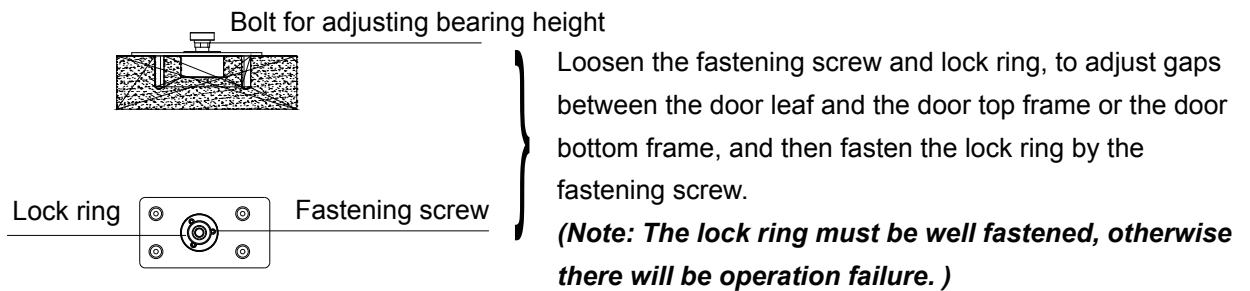 Bolt for adjusting bearing height
Loosen the fastening screw and lock ring, to adjust gaps
between the door leaf and the door top frame or the door
bottom frame, and then fasten the lock ring by the
fastening screw.
(Note: The lock ring must be well fastened, otherwise
there will be operation failure. )
Lock ring
Fastening screw